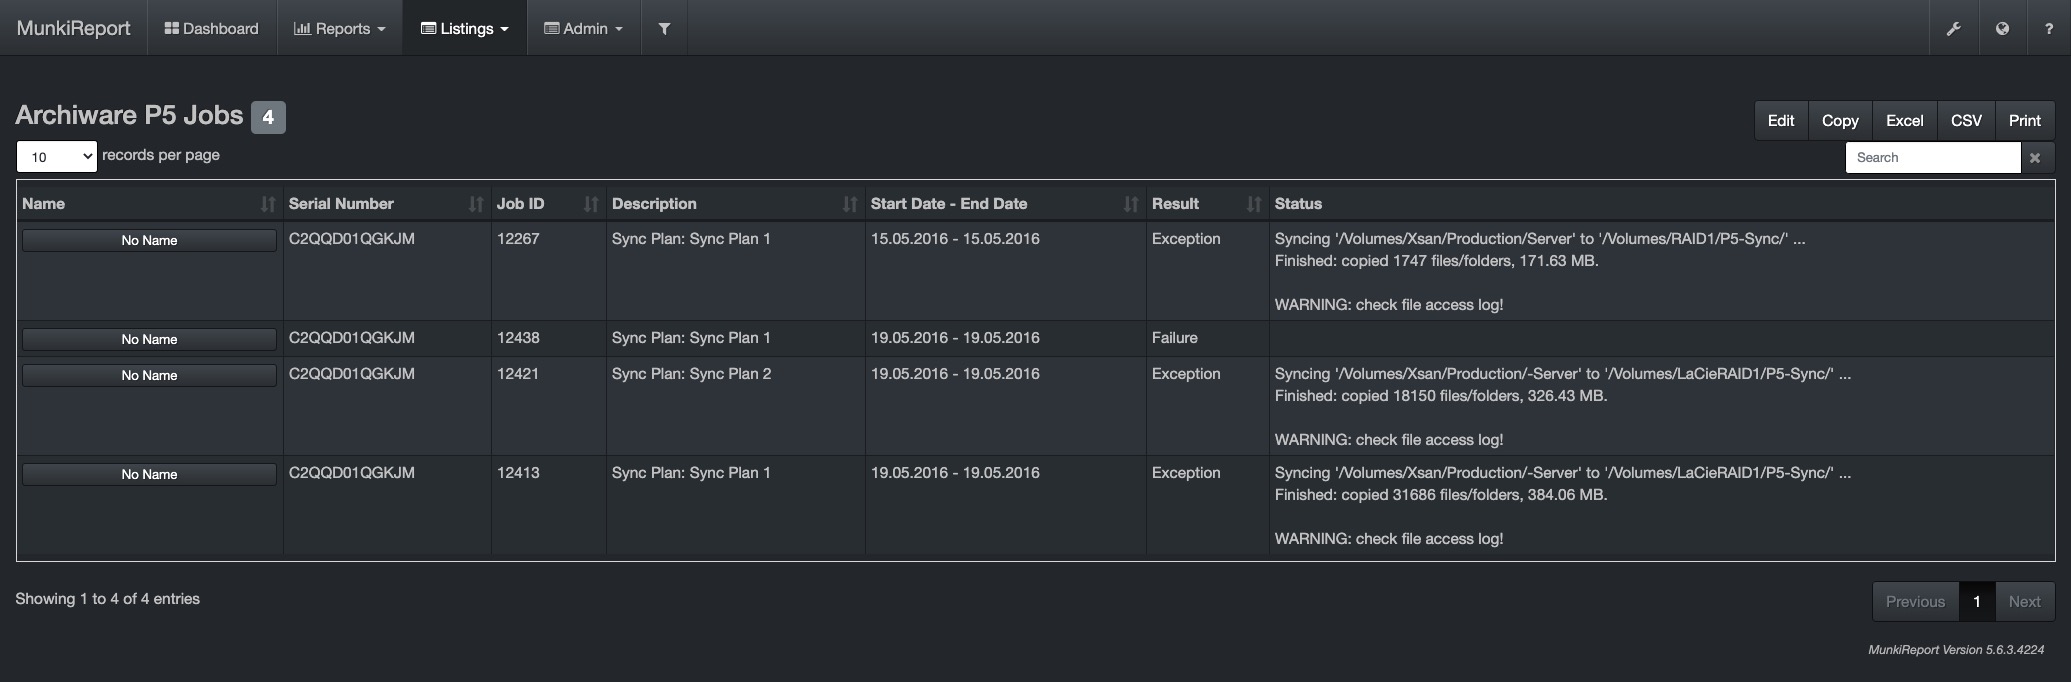 MunkiReport Dashboard Reports Listings Admin ?
Archiware P5 Jobs 4
Edit Copy Excel CSV Print
10 records per page
Search
Name Serial Number Job ID Description Start Date - End Date Result Status
No Name C2QQD01QGKJM 12267 Sync Plan: Sync Plan 1 15.05.2016 - 15.05.2016 Exception Syncing '/Volumes/Xsan/Production/Server' to '/Volumes/RAID1/P5-Sync/' ...
Finished: copied 1747 files/folders, 171.63 MB.
WARNING: check file access log!
No Name C2QQD01QGKJM 12438 Sync Plan: Sync Plan 1 19.05.2016 - 19.05.2016 Failure
No Name C2QQD01QGKJM 12421 Sync Plan: Sync Plan 2 19.05.2016 - 19.05.2016 Exception Syncing '/Volumes/Xsan/Production/-Server' to '/Volumes/LaCieRAID1/P5-Sync/' ...
Finished: copied 18150 files/folders, 326.43 MB.
WARNING: check file access log!
No Name C2QQD01QGKJM 12413 Sync Plan: Sync Plan 1 19.05.2016 - 19.05.2016 Exception Syncing '/Volumes/Xsan/Production/-Server' to '/Volumes/LaCieRAID1/P5-Sync/' ...
Finished: copied 31686 files/folders, 384.06 MB.
WARNING: check file access log!
Showing 1 to 4 of 4 entries
Previous 1 Next
MunkiReport Version 5.6.3.4224